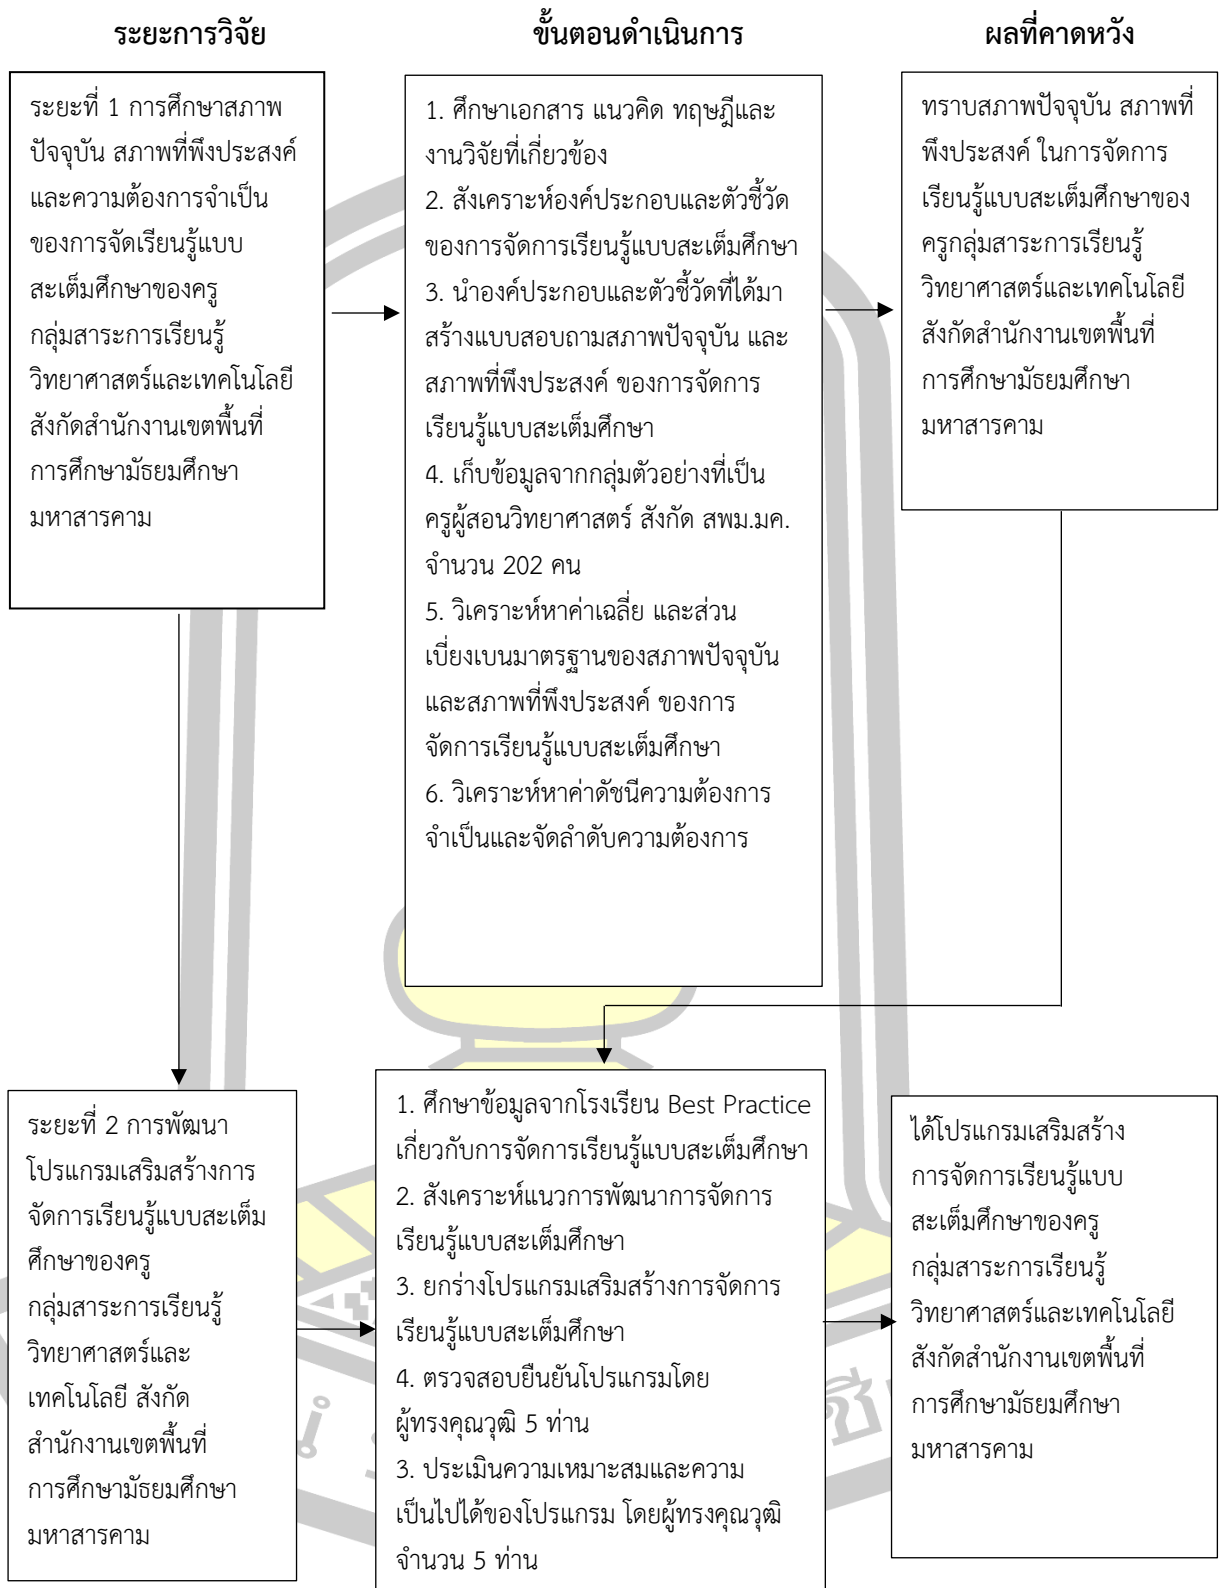 ระยะการวิจัย
ขั้นตอนดำเนินการ
ผลที่คาดหวัง
ระยะที่ 1 การศึกษาสภาพ
ปัจจุบัน สภาพที่พึงประสงค์
และความต้องการจำเป็น
ของการจัดเรียนรู้แบบ
สะเต็มศึกษาของครู
กลุ่มสาระการเรียนรู้
วิทยาศาสตร์และเทคโนโลยี
สังกัดสำนักงานเขตพื้นที่
การศึกษามัธยมศึกษา
มหาสารคาม
1. ศึกษาเอกสาร แนวคิด ทฤษฎีและ
งานวิจัยที่เกี่ยวข้อง
2. สังเคราะห์องค์ประกอบและตัวชี้วัด
ของการจัดการเรียนรู้แบบสะเต็มศึกษา
3. นำองค์ประกอบและตัวชี้วัดที่ได้มา
สร้างแบบสอบถามสภาพปัจจุบัน และ
สภาพที่พึงประสงค์ ของการจัดการ
เรียนรู้แบบสะเต็มศึกษา
4. เก็บข้อมูลจากกลุ่มตัวอย่างที่เป็น
ครูผู้สอนวิทยาศาสตร์ สังกัด สพม.มค.
จำนวน 202 คน
5. วิเคราะห์หาค่าเฉลี่ย และส่วน
เบี่ยงเบนมาตรฐานของสภาพปัจจุบัน
และสภาพที่พึงประสงค์ ของการ
จัดการเรียนรู้แบบสะเต็มศึกษา
6. วิเคราะห์หาค่าดัชนีความต้องการ
จำเป็นและจัดลำดับความต้องการ
ทราบสภาพปัจจุบัน สภาพที่
พึงประสงค์ ในการจัดการ
เรียนรู้แบบสะเต็มศึกษาของ
ครูกลุ่มสาระการเรียนรู้
วิทยาศาสตร์และเทคโนโลยี
สังกัดสำนักงานเขตพื้นที่
การศึกษามัธยมศึกษา
มหาสารคาม
ระยะที่ 2 การพัฒนา
โปรแกรมเสริมสร้างการ
จัดการเรียนรู้แบบสะเต็ม
ศึกษาของครู
กลุ่มสาระการเรียนรู้
วิทยาศาสตร์และ
เทคโนโลยี สังกัด
สำนักงานเขตพื้นที่
การศึกษามัธยมศึกษา
มหาสารคาม
1. ศึกษาข้อมูลจากโรงเรียน Best Practice
เกี่ยวกับการจัดการเรียนรู้แบบสะเต็มศึกษา
2. สังเคราะห์แนวการพัฒนาการจัดการ
เรียนรู้แบบสะเต็มศึกษา
3. ยกร่างโปรแกรมเสริมสร้างการจัดการ
เรียนรู้แบบสะเต็มศึกษา
4. ตรวจสอบยืนยันโปรแกรมโดย
ผู้ทรงคุณวุฒิ 5 ท่าน
3. ประเมินความเหมาะสมและความ
เป็นไปได้ของโปรแกรม โดยผู้ทรงคุณวุฒิ
จำนวน 5 ท่าน
ได้โปรแกรมเสริมสร้าง
การจัดการเรียนรู้แบบ
สะเต็มศึกษาของครู
กลุ่มสาระการเรียนรู้
วิทยาศาสตร์และเทคโนโลยี
สังกัดสำนักงานเขตพื้นที่
การศึกษามัธยมศึกษา
มหาสารคาม